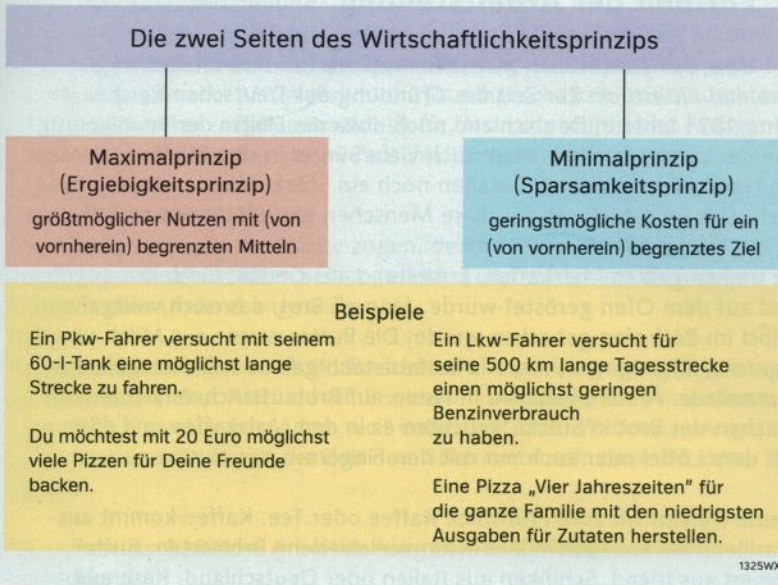 Die zwei Seiten des Wirtschaftlichkeitsprinzips
Maximalprinzip
(Ergiebigkeitsprinzip)
größtmöglicher Nutzen mit (von
vornherein) begrenzten Mitteln
Minimalprinzip
(Sparsamkeitsprinzip)
geringstmögliche Kosten für ein
(von vornherein) begrenztes Ziel
Beispiele
Ein Pkw-Fahrer versucht mit seinem
60-l-Tank eine möglichst lange
Strecke zu fahren.
Du möchtest mit 20 Euro möglichst
viele Pizzen für Deine Freunde
backen.
Ein Lkw-Fahrer versucht für
seine 500 km lange Tagesstrecke
einen möglichst geringen
Benzinverbrauch
zu haben.
Eine Pizza „Vier Jahreszeiten" für
die ganze Familie mit den niedrigsten
Ausgaben für Zutaten herstellen.